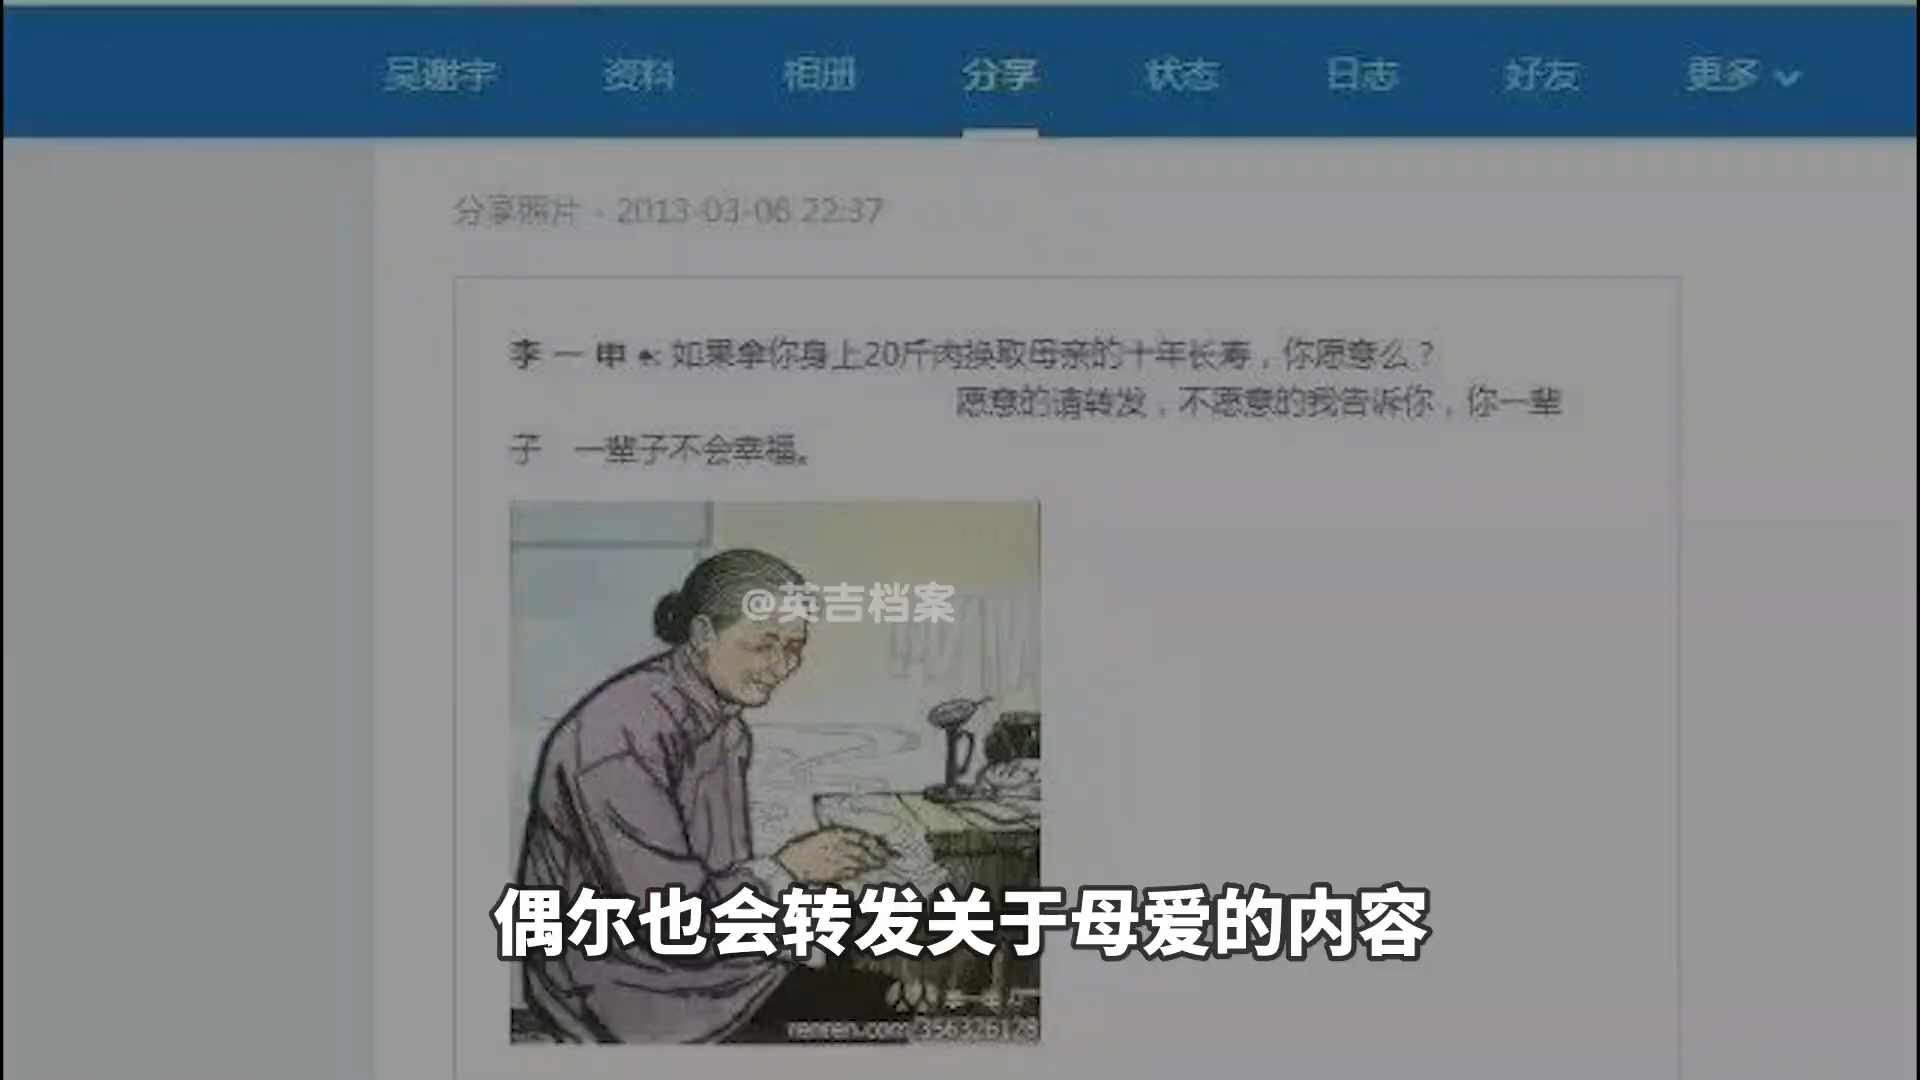 吴谢宇 资料 相册 分享 状态 日志 好友 更多
分享照片 - 2013-03-06 22:37
李 一 申 ♠: 如果拿你身上20斤肉换取母亲的十年长寿，你愿意么？
愿意的请转发，不愿意的我告诉你，你一辈
子 一辈子不会幸福。
@英吉档案
偶尔也会转发关于母爱的内容
renren.com/356326128